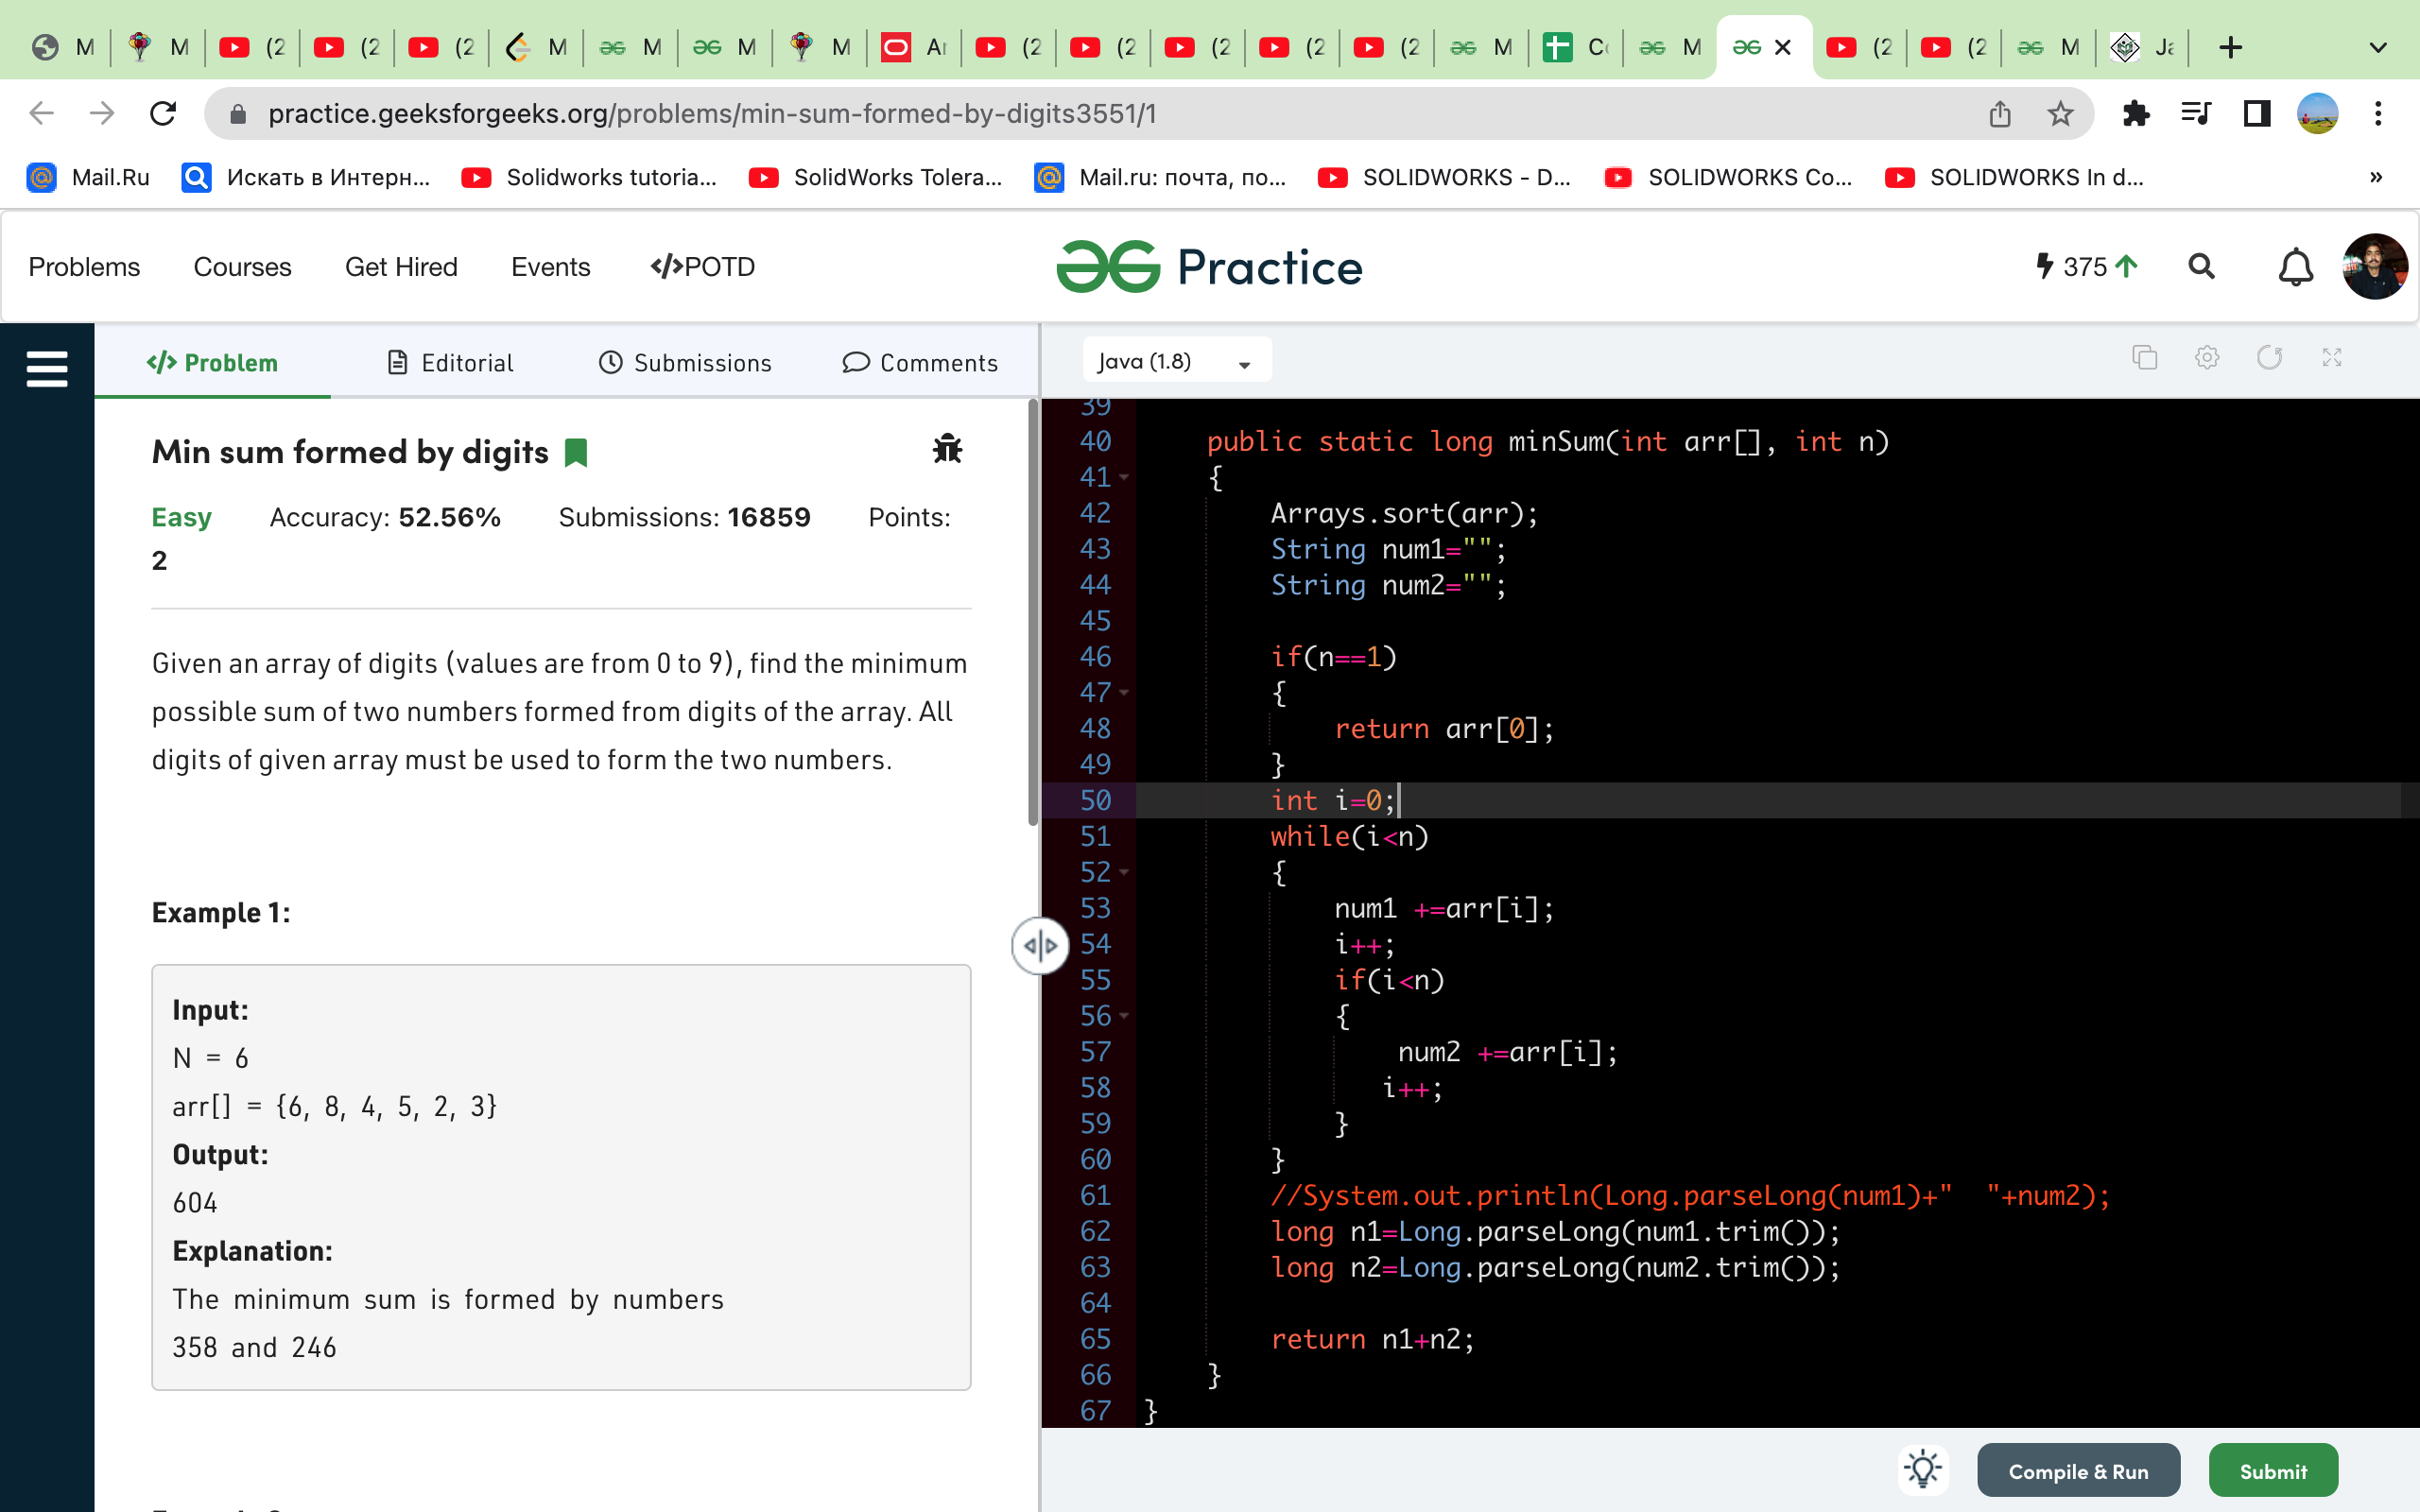 M M (2 (2 (2 M M M M Ar (2 (2 (2 (2 (2 M Co M (2 (2 M Ja
practice.geeksforgeeks.org/problems/min-sum-formed-by-digits3551/1
Mail.Ru Искать в Интерн... Solidworks tutoria... SolidWorks Tolera... Mail.ru: почта, по... SOLIDWORKS - D... SOLIDWORKS Co... SOLIDWORKS In d... »
Problems Courses Get Hired Events </>POTD Practice 375
</> Problem Editorial Submissions Comments
Min sum formed by digits
Easy Accuracy: 52.56% Submissions: 16859 Points:
2
Given an array of digits (values are from 0 to 9), find the minimum
possible sum of two numbers formed from digits of the array. All
digits of given array must be used to form the two numbers.
Example 1:
Input:
N = 6
arr[] = {6, 8, 4, 5, 2, 3}
Output:
604
Explanation:
The minimum sum is formed by numbers
358 and 246
Java (1.8)
39
40 public static long minSum(int arr[], int n)
41 {
42 Arrays.sort(arr);
43 String num1="";
44 String num2="";
45
46 if(n==1)
47 {
48 return arr[0];
49 }
50 int i=0;
51 while(i<n)
52 {
53 num1 +=arr[i];
54 i++;
55 if(i<n)
56 {
57 num2 +=arr[i];
58 i++;
59 }
60 }
61 //System.out.println(Long.parseLong(num1)+"  "+num2);
62 long n1=Long.parseLong(num1.trim());
63 long n2=Long.parseLong(num2.trim());
64
65 return n1+n2;
66 }
67 }
Compile & Run Submit